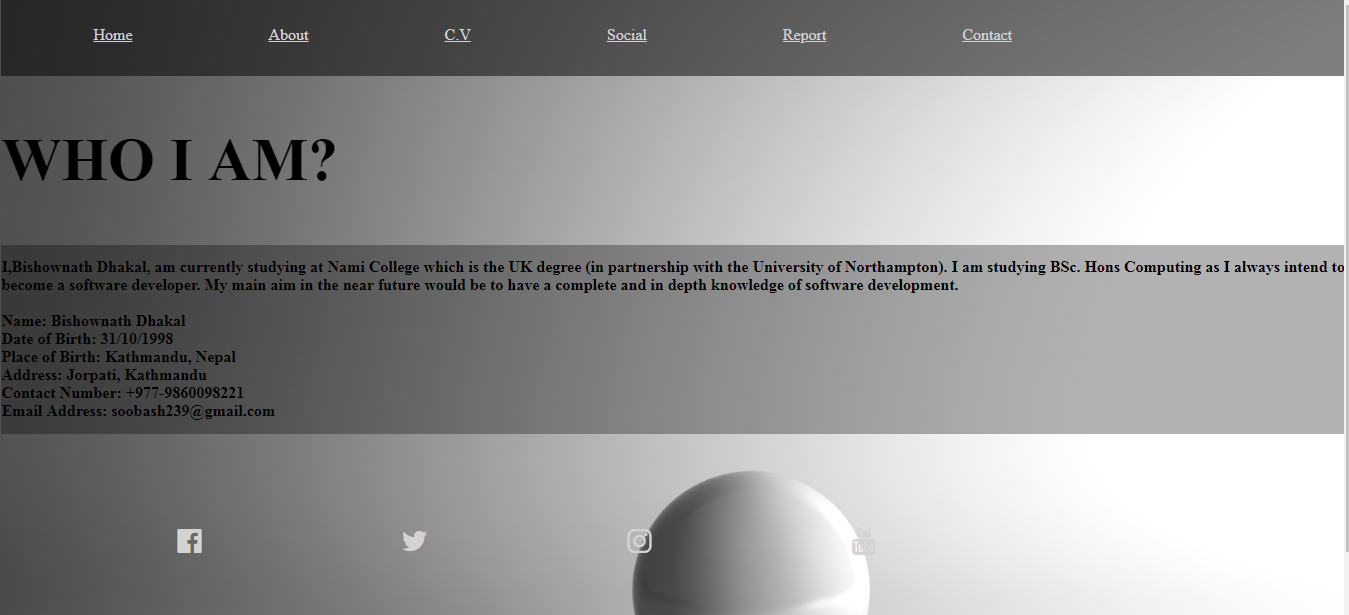 Home About C.V Social Report Contact
WHO I AM?
I,Bishownath Dhakal, am currently studying at Nami College which is the UK degree (in partnership with the University of Northampton). I am studying BSc. Hons Computing as I always intend to
become a software developer. My main aim in the near future would be to have a complete and in depth knowledge of software development.
Name: Bishownath Dhakal
Date of Birth: 31/10/1998
Place of Birth: Kathmandu, Nepal
Address: Jorpati, Kathmandu
Contact Number: +977-9860098221
Email Address: soobash239@gmail.com
You
Tube